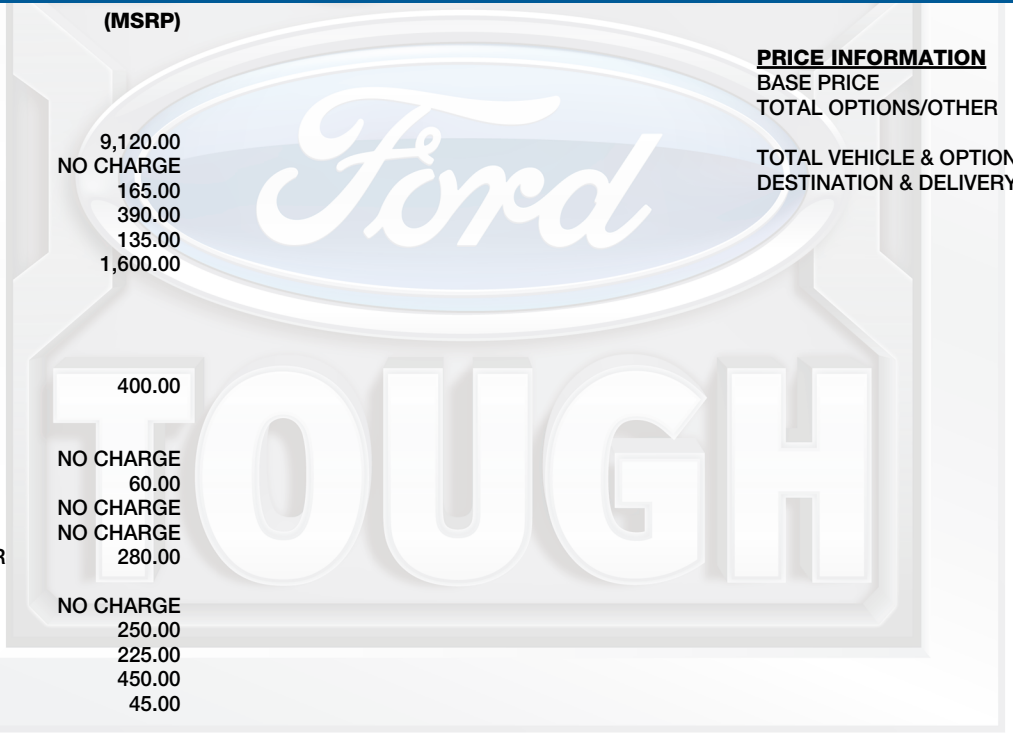 (MSRP)
9,120.00
NO CHARGE
165.00
390.00
135.00
1,600.00
400.00
NO CHARGE
60.00
NO CHARGE
NO CHARGE
R 280.00
NO CHARGE
250.00
225.00
450.00
45.00
PRICE INFORMATION
BASE PRICE
TOTAL OPTIONS/OTHER
TOTAL VEHICLE & OPTION
DESTINATION & DELIVERY
Ford
TOUGH